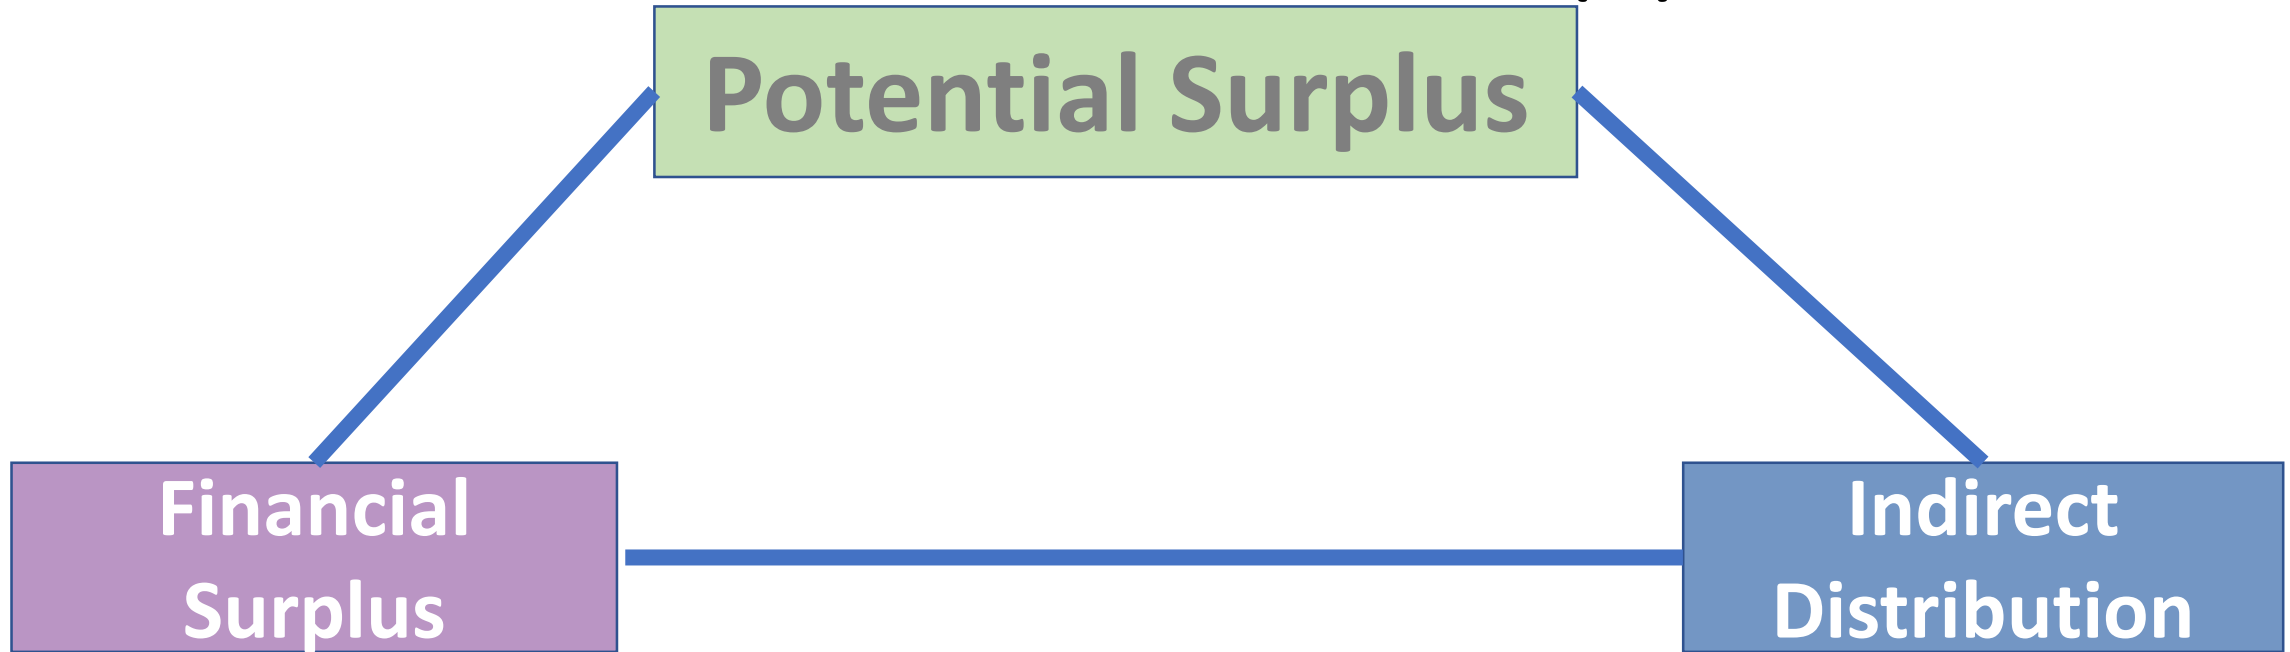 Potential Surplus
Financial
Surplus
Indirect
Distribution